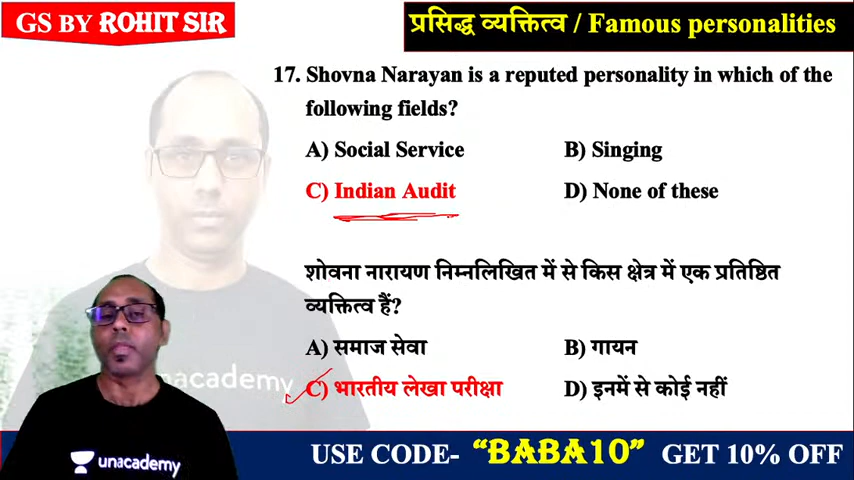 GS BY ROHIT SIR
प्रसिद्ध व्यक्तित्व / Famous personalities
17. Shovna Narayan is a reputed personality in which of the
following fields?
A) Social Service
B) Singing
C) Indian Audit
D) None of these
शोवना नारायण निम्नलिखित में से किस क्षेत्र में एक प्रतिष्ठित
व्यक्तित्व हैं?
A) समाज सेवा
B) गायन
C) भारतीय लेखा परीक्षा
D) इनमें से कोई नहीं
unacademy
USE CODE- “BABA10” GET 10% OFF